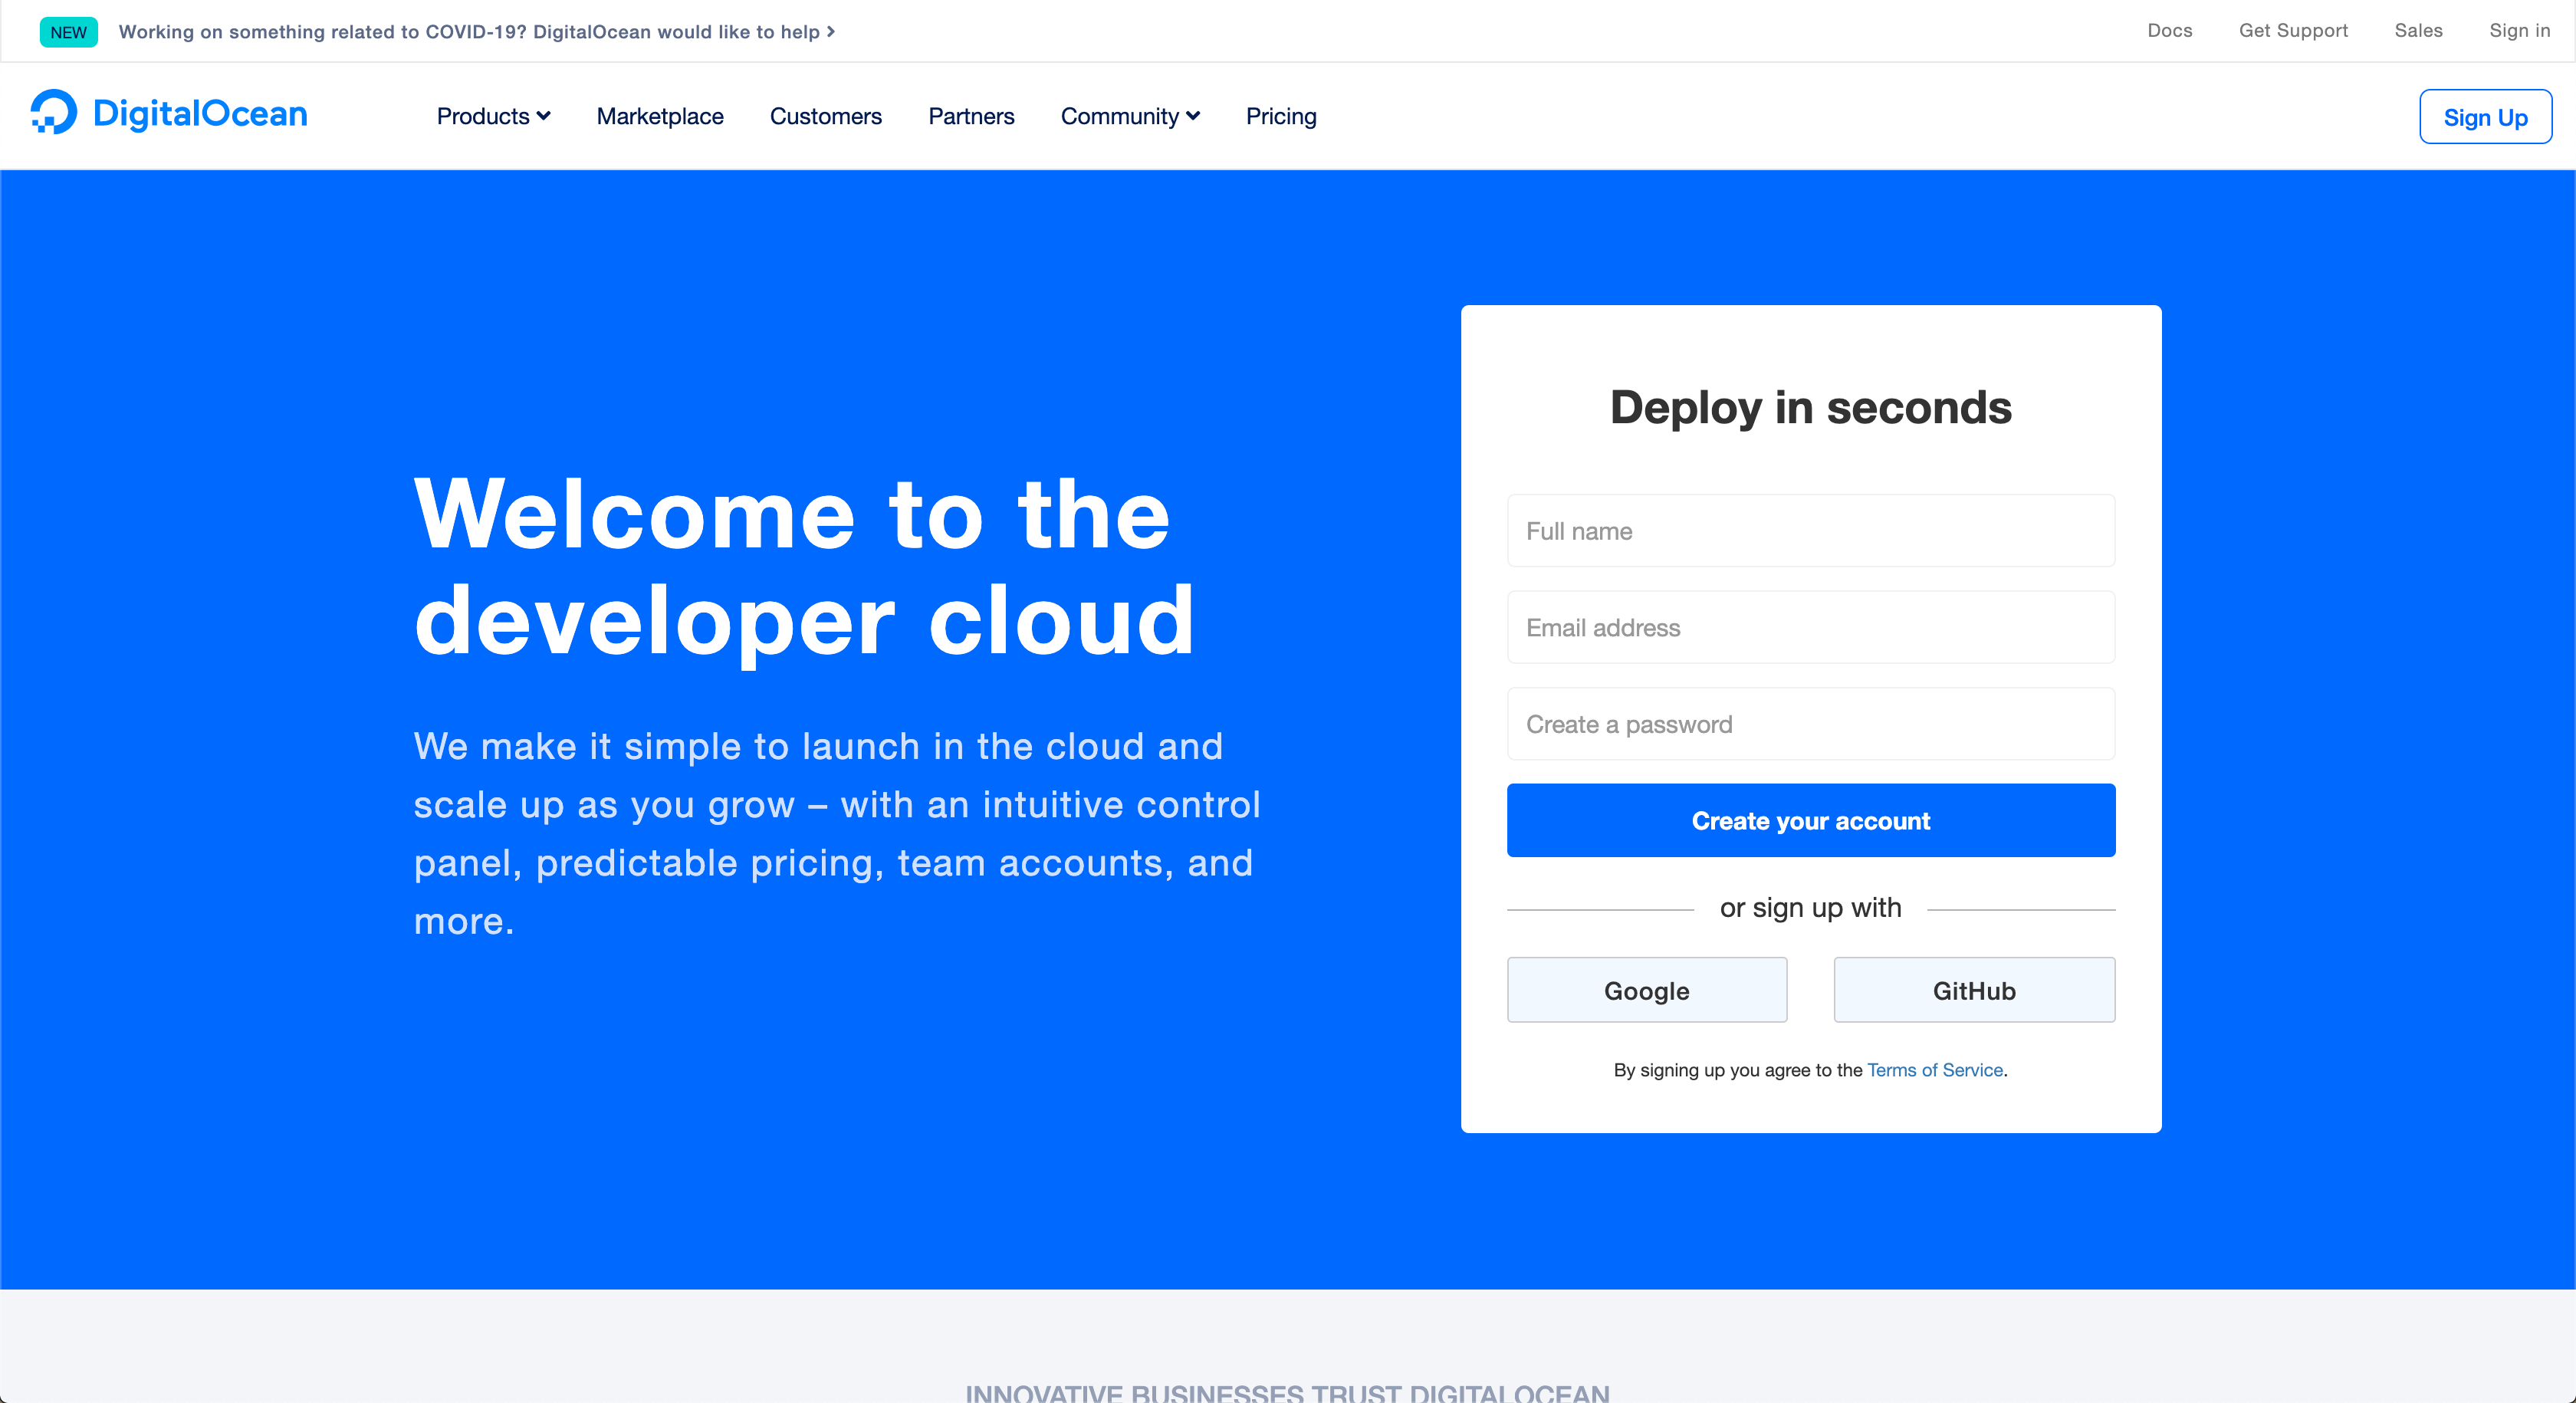 NEW Working on something related to COVID-19? DigitalOcean would like to help
Docs Get Support Sales Sign in
DigitalOcean Products Marketplace Customers Partners Community Pricing Sign Up
Welcome to the
developer cloud
We make it simple to launch in the cloud and
scale up as you grow – with an intuitive control
panel, predictable pricing, team accounts, and
more.
Deploy in seconds
Full name
Email address
Create a password
Create your account
or sign up with
Google GitHub
By signing up you agree to the Terms of Service.
INNOVATIVE BUSINESSES TRUST DIGITALOCEAN